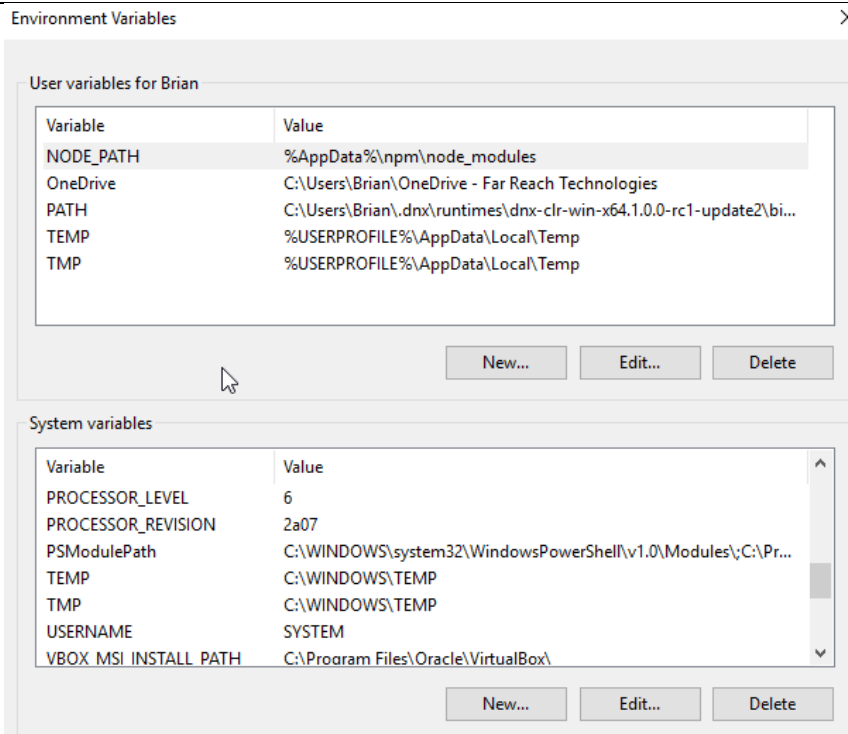 Environment Variables
User variables for Brian
Variable Value
NODE_PATH %AppData%\npm\node_modules
OneDrive C:\Users\Brian\OneDrive - Far Reach Technologies
PATH C:\Users\Brian\.dnx\runtimes\dnx-clr-win-x64.1.0.0-rc1-update2\bi...
TEMP %USERPROFILE%\AppData\Local\Temp
TMP %USERPROFILE%\AppData\Local\Temp
New... Edit... Delete
System variables
Variable Value
PROCESSOR_LEVEL 6
PROCESSOR_REVISION 2a07
PSModulePath C:\WINDOWS\system32\WindowsPowerShell\v1.0\Modules\;C:\Pr...
TEMP C:\WINDOWS\TEMP
TMP C:\WINDOWS\TEMP
USERNAME SYSTEM
VBOX_MSI_INSTALL_PATH C:\Program Files\Oracle\VirtualBox\
New... Edit... Delete